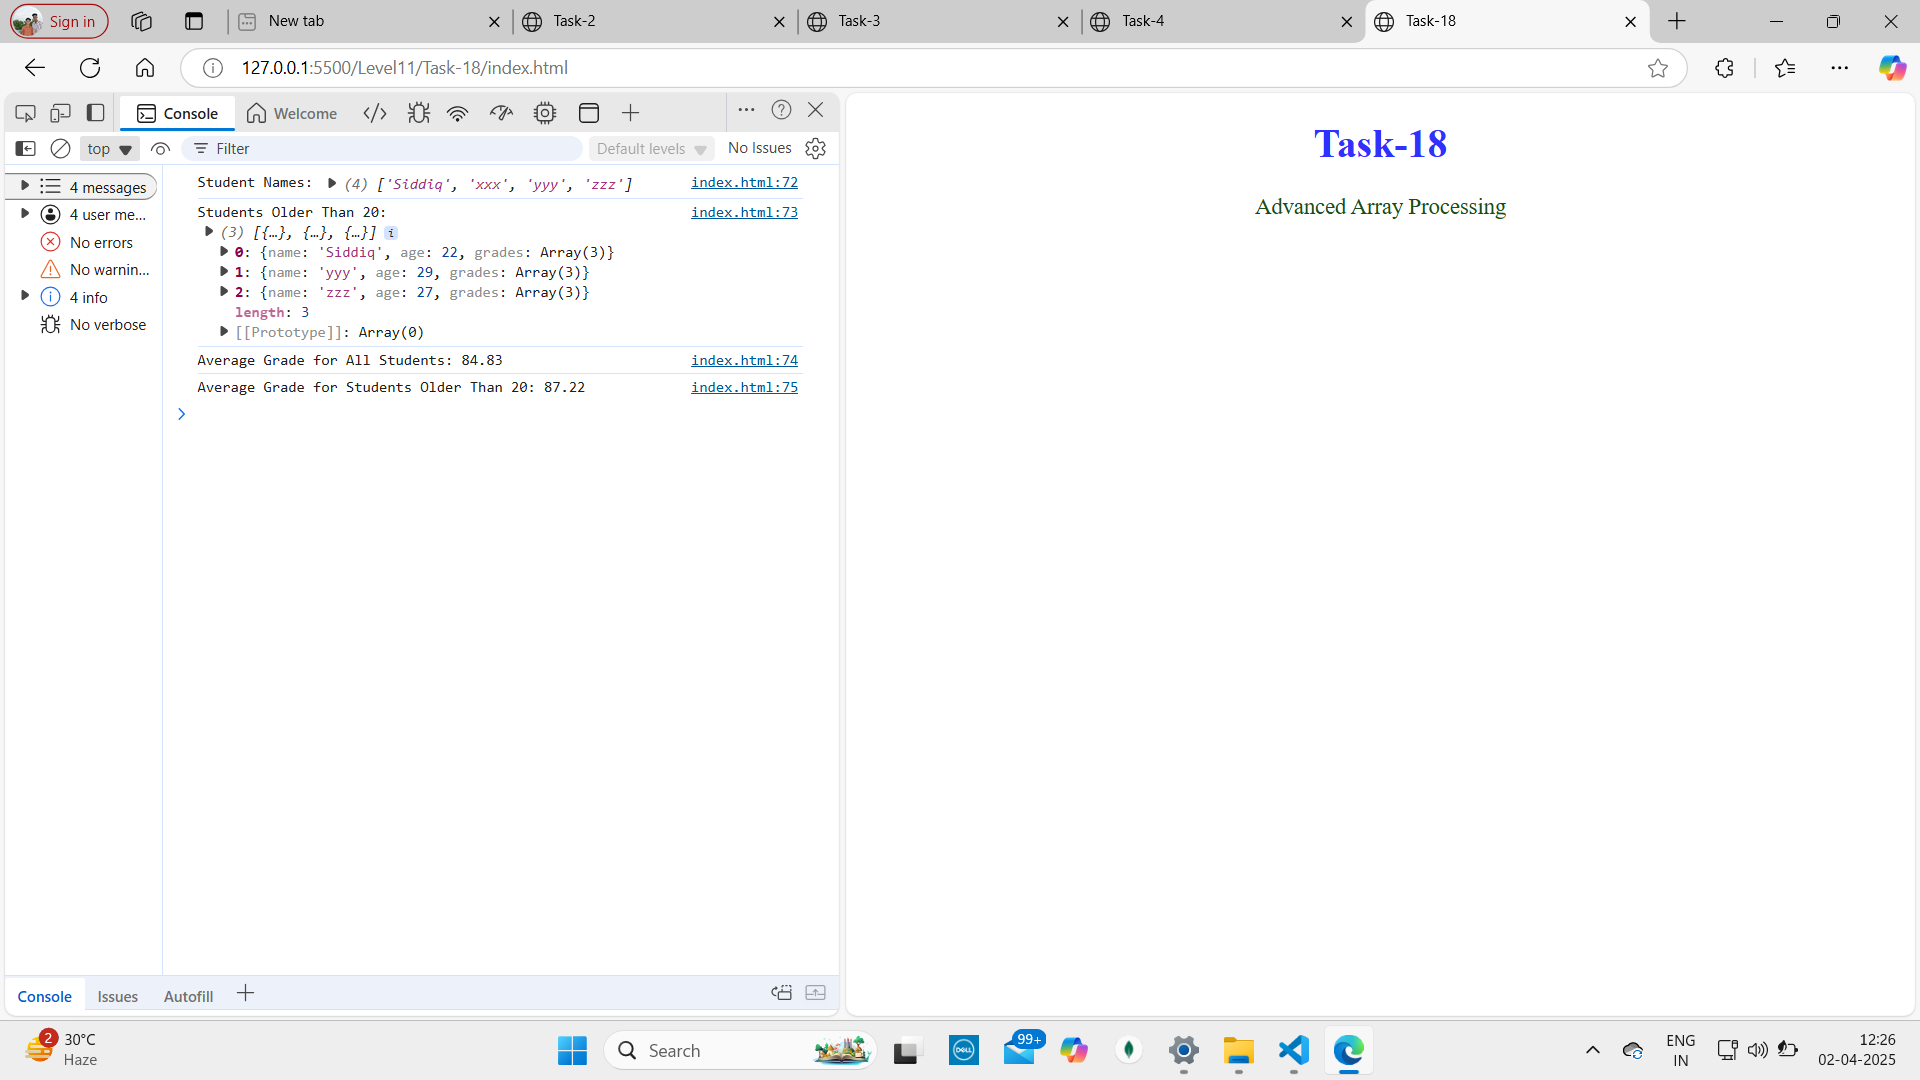 Sign in
New tab
Task-2
Task-3
Task-4
Task-18
127.0.0.1:5500/Level11/Task-18/index.html
Console
Welcome
top
Filter
Default levels
No Issues
4 messages
4 user me...
No errors
No warnin...
4 info
No verbose
Student Names: (4) ['Siddiq', 'xxx', 'yyy', 'zzz'] index.html:72
Students Older Than 20: index.html:73
(3) [{…}, {…}, {…}] i
0: {name: 'Siddiq', age: 22, grades: Array(3)}
1: {name: 'yyy', age: 29, grades: Array(3)}
2: {name: 'zzz', age: 27, grades: Array(3)}
length: 3
[[Prototype]]: Array(0)
Average Grade for All Students: 84.83 index.html:74
Average Grade for Students Older Than 20: 87.22 index.html:75
Console
Issues
Autofill
Task-18
Advanced Array Processing
2
30°C
Haze
Search
DELL
99+
ENG
IN
12:26
02-04-2025